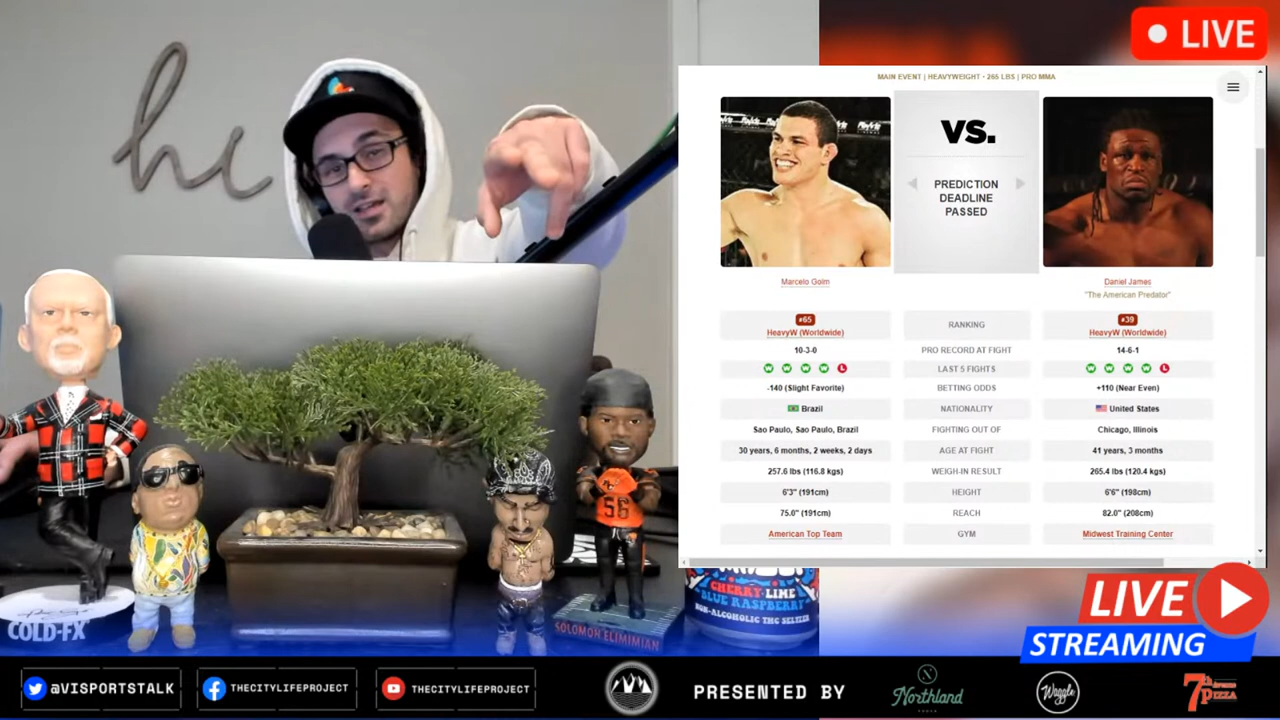 hi
LIVE
MAIN EVENT | HEAVYWEIGHT · 265 LBS | PRO MMA
VS.
PREDICTION
DEADLINE
PASSED
Marcelo Golm
Daniel James
"The American Predator"
#65
HeavyW (Worldwide)
RANKING
#39
HeavyW (Worldwide)
10-3-0
PRO RECORD AT FIGHT
14-6-1
W W W W L
LAST 5 FIGHTS
W W W W L
-140 (Slight Favorite)
BETTING ODDS
+110 (Near Even)
Brazil
NATIONALITY
United States
Sao Paulo, Sao Paulo, Brazil
FIGHTING OUT OF
Chicago, Illinois
30 years, 6 months, 2 weeks, 2 days
AGE AT FIGHT
41 years, 3 months
257.6 lbs (116.8 kgs)
WEIGH-IN RESULT
265.4 lbs (120.4 kgs)
6'3" (191cm)
HEIGHT
6'6" (198cm)
75.0" (191cm)
REACH
82.0" (208cm)
American Top Team
GYM
Midwest Training Center
56
COLD-FX
SOLOMON ELIMIMIAN
CHERRY-LIME
BLUE RASPBERRY
NON-ALCOHOLIC THC SELTZER
LIVE
STREAMING
@VISPORTSTALK
THECITYLIFEPROJECT
THECITYLIFEPROJECT
PRESENTED BY
Northland
Waggle
7th Avenue
PIZZA